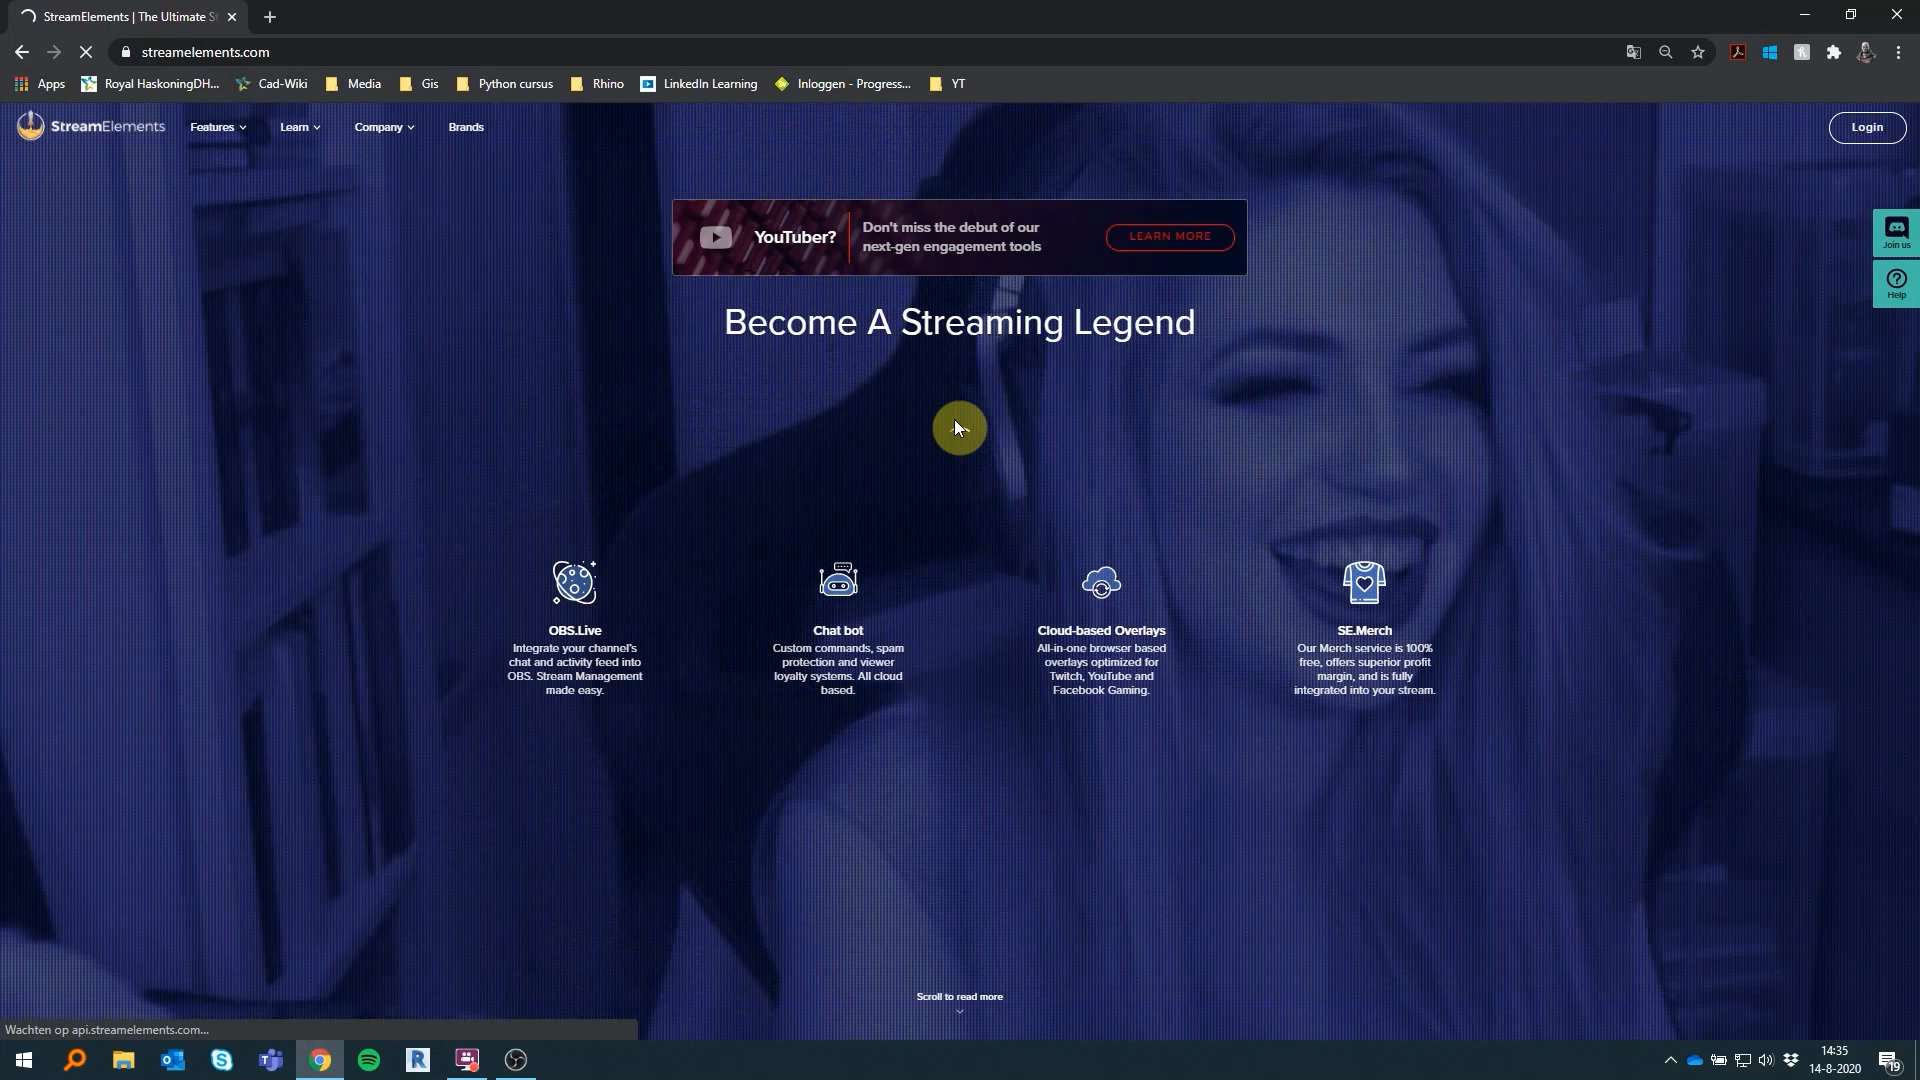 StreamElements | The Ultimate S
streamelements.com
Apps
Royal HaskoningDH...
Cad-Wiki
Media
Gis
Python cursus
Rhino
LinkedIn Learning
Inloggen - Progress...
YT
StreamElements
Features
Learn
Company
Brands
Login
YouTuber?
Don't miss the debut of our
next-gen engagement tools
LEARN MORE
Join us
Help
Become A Streaming Legend
OBS.Live
Integrate your channel's
chat and activity feed into
OBS. Stream Management
made easy.
Chat bot
Custom commands, spam
protection and viewer
loyalty systems. All cloud
based.
Cloud-based Overlays
All-in-one browser based
overlays optimized for
Twitch, YouTube and
Facebook Gaming.
SE.Merch
Our Merch service is 100%
free, offers superior profit
margin, and is fully
integrated into your stream.
Scroll to read more
Wachten op api.streamelements.com...
14:35
14-8-2020
19